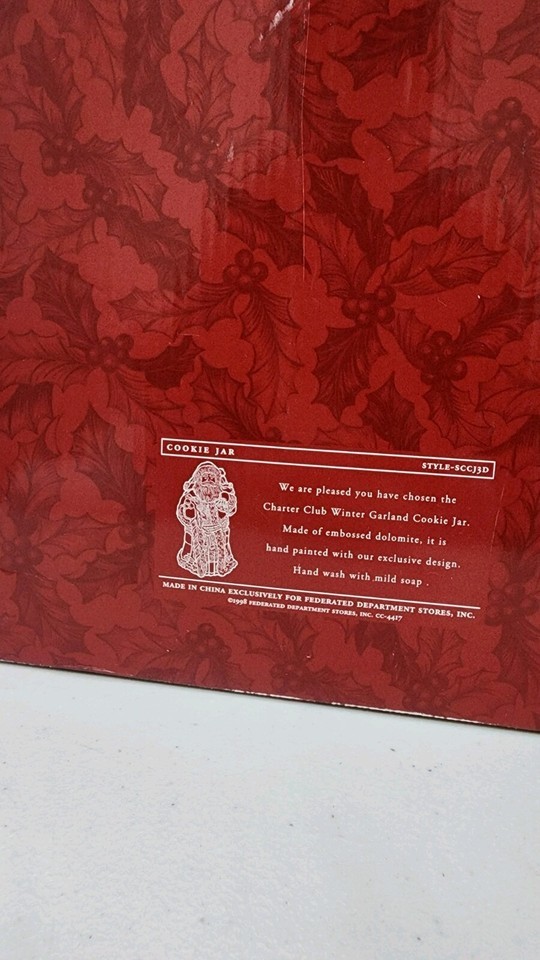 COOKIE JAR
STYLE-SCCJ3D
We are pleased you have chosen the
Charter Club Winter Garland Cookie Jar.
Made of embossed dolomite, it is
hand painted with our exclusive design.
Hand wash with mild soap .
MADE IN CHINA EXCLUSIVELY FOR FEDERATED DEPARTMENT STORES, INC.
©1998 FEDERATED DEPARTMENT STORES, INC. CC-4417